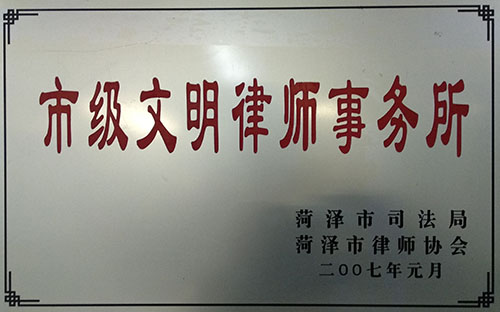 市级文明律师事务所
菏泽市司法局
菏泽市律师协会
二00七年元月